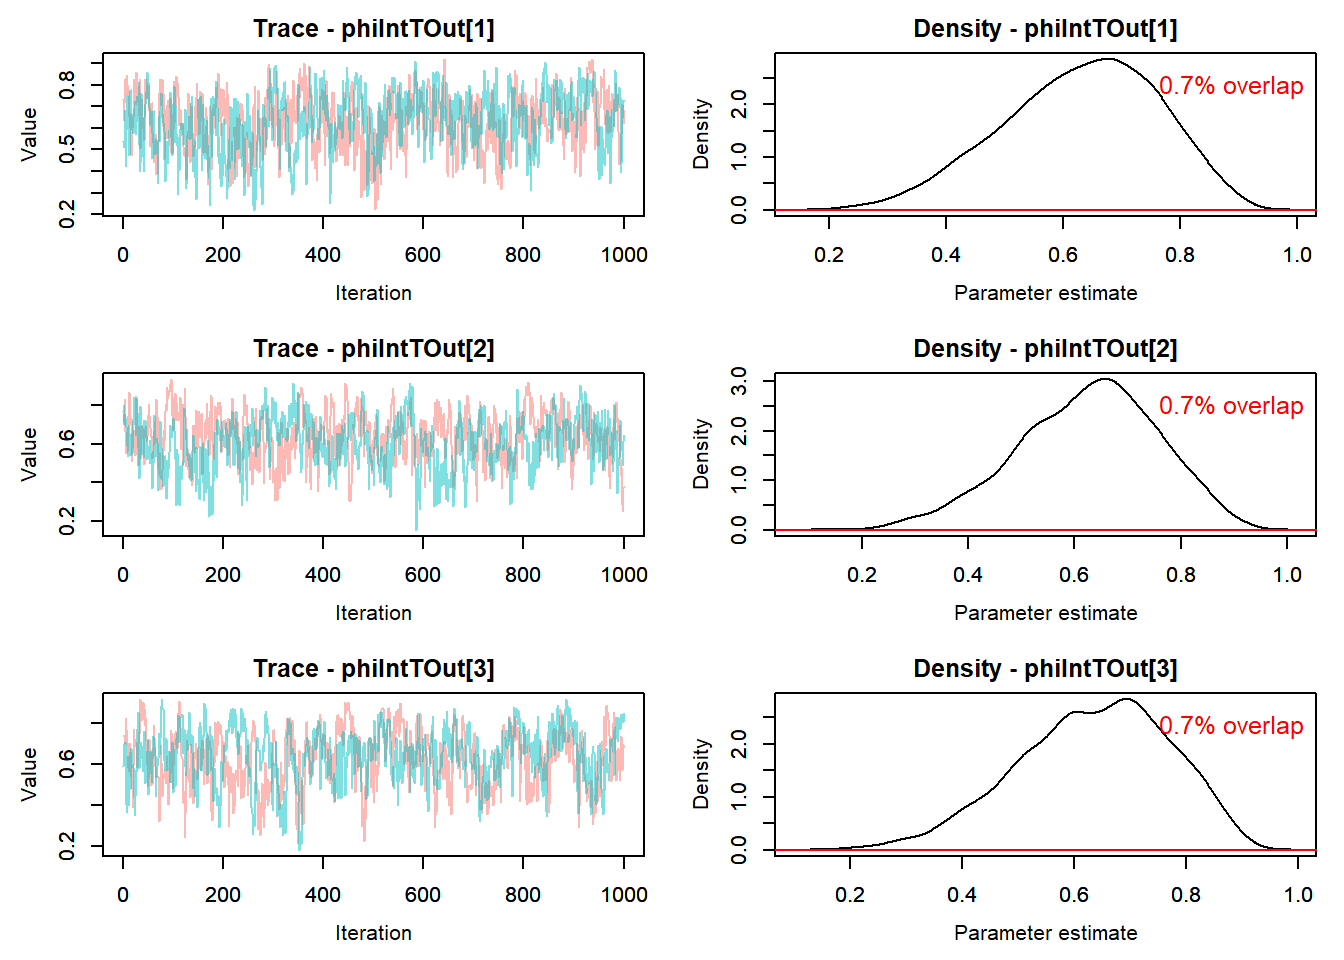 Trace - phiIntTOut[1]
Value
0.2 0.5 0.8
0 200 400 600 800 1000
Iteration
Density - phiIntTOut[1]
0.7% overlap
Density
0.0 1.0 2.0
0.2 0.4 0.6 0.8 1.0
Parameter estimate
Trace - phiIntTOut[2]
Value
0.2 0.6
0 200 400 600 800 1000
Iteration
Density - phiIntTOut[2]
0.7% overlap
Density
0.0 1.0 2.0 3.0
0.2 0.4 0.6 0.8 1.0
Parameter estimate
Trace - phiIntTOut[3]
Value
0.2 0.6
0 200 400 600 800 1000
Iteration
Density - phiIntTOut[3]
0.7% overlap
Density
0.0 1.0 2.0
0.2 0.4 0.6 0.8 1.0
Parameter estimate